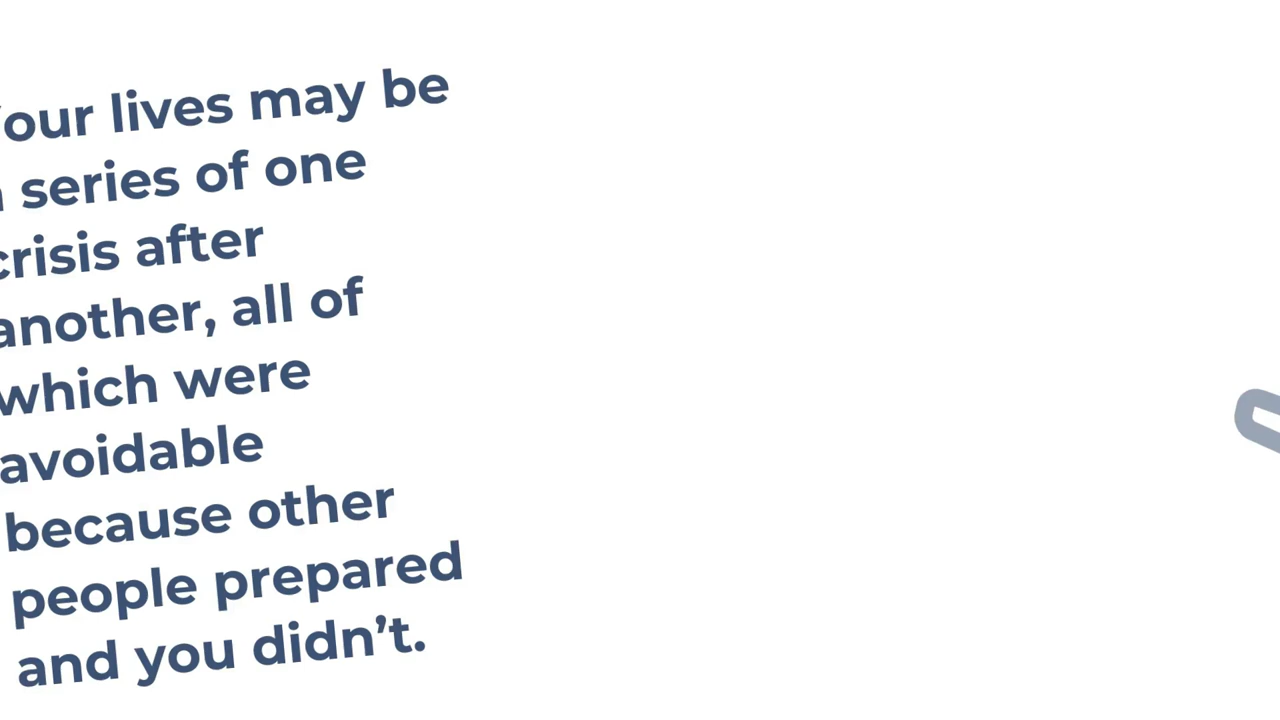 Your lives may be
a series of one
crisis after
another, all of
which were
avoidable
because other
people prepared
and you didn’t.